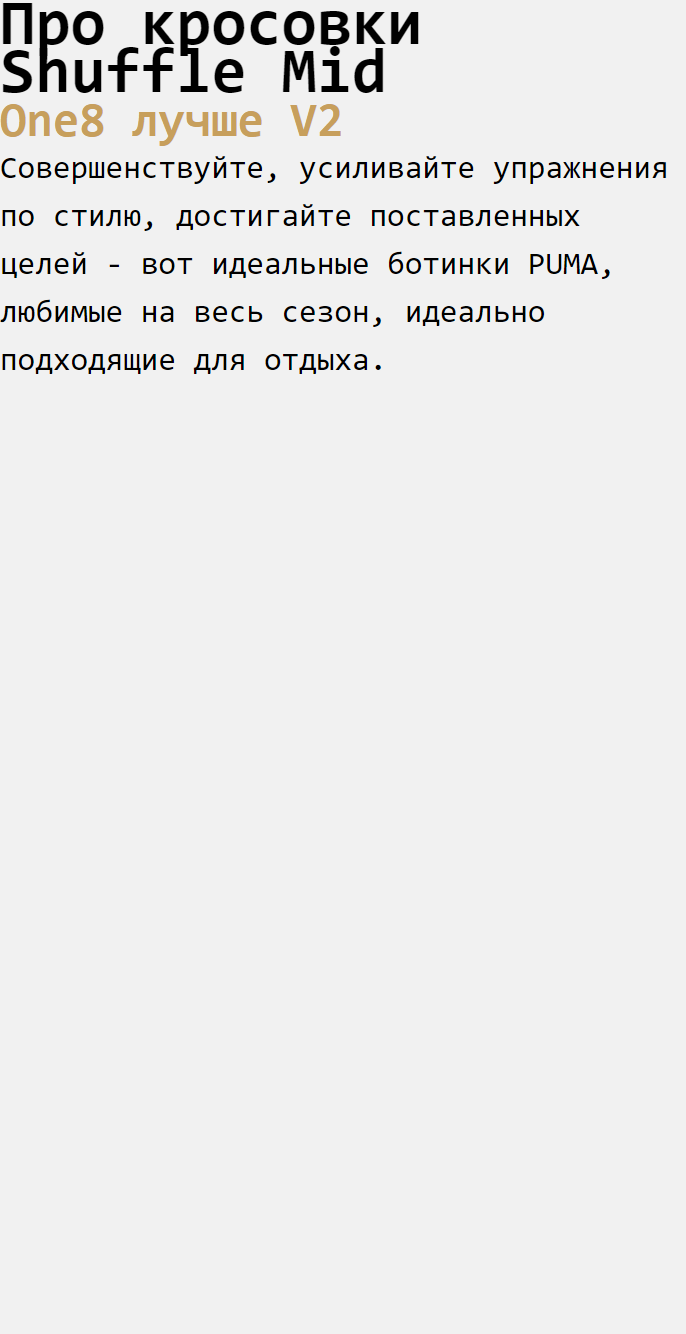 Про кросовки
Shuffle Mid
One8 лучше V2
Совершенствуйте, усиливайте упражнения
по стилю, достигайте поставленных
целей - вот идеальные ботинки PUMA,
любимые на весь сезон, идеально
подходящие для отдыха.